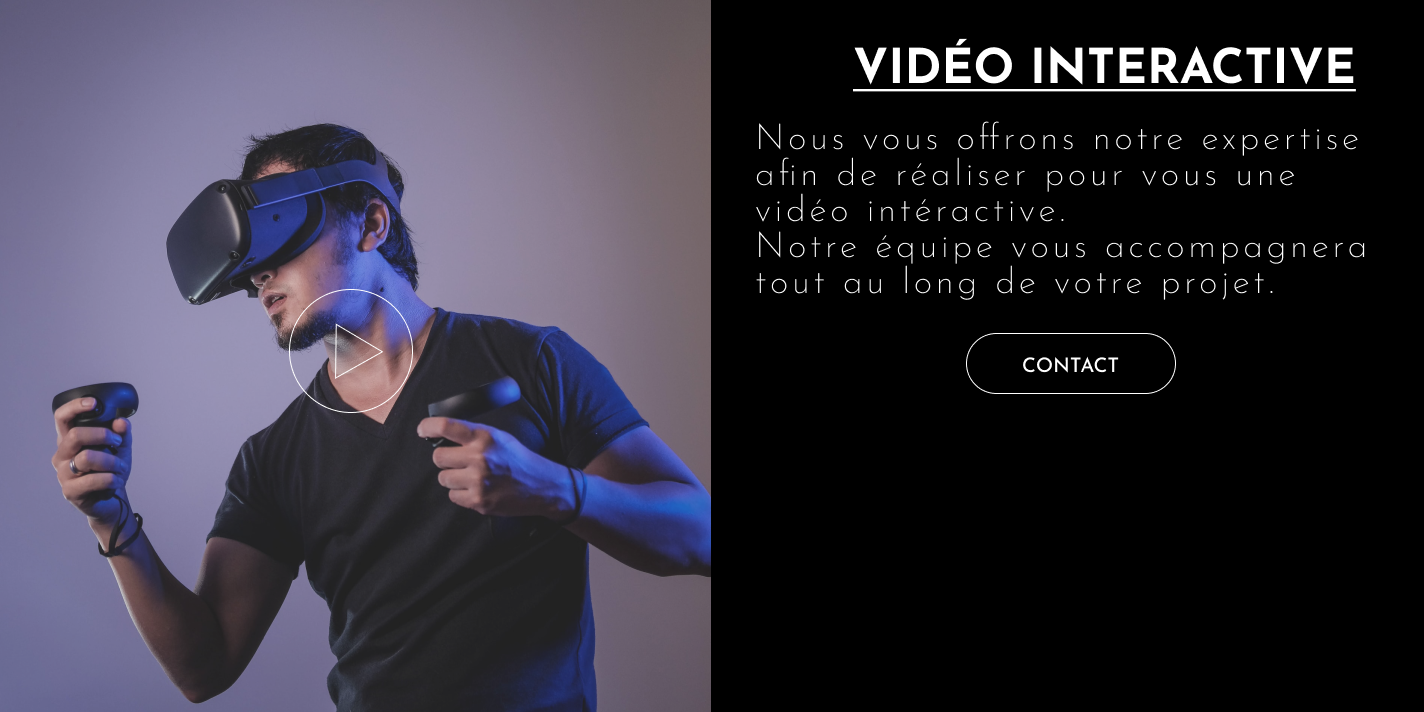 VIDÉO INTERACTIVE
Nous vous offrons notre expertise
afin de réaliser pour vous une
vidéo intéractive.
Notre équipe vous accompagnera
tout au long de votre projet.
CONTACT